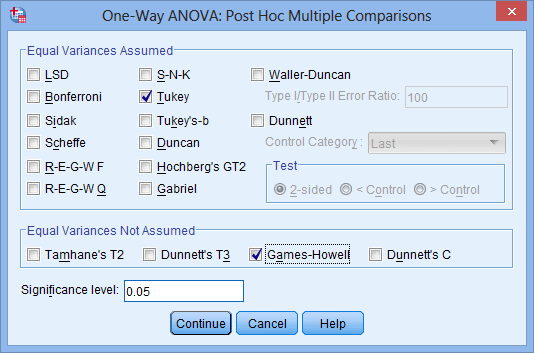 One-Way ANOVA: Post Hoc Multiple Comparisons
Equal Variances Assumed
LSD S-N-K Waller-Duncan
Bonferroni Tukey Type I/Type II Error Ratio: 100
Sidak Tukey's-b Dunnett
Scheffe Duncan Control Category : Last
R-E-G-W F Hochberg's GT2 Test
R-E-G-W Q Gabriel 2-sided < Control > Control
Equal Variances Not Assumed
Tamhane's T2 Dunnett's T3 Games-Howell Dunnett's C
Significance level: 0.05
Continue Cancel Help